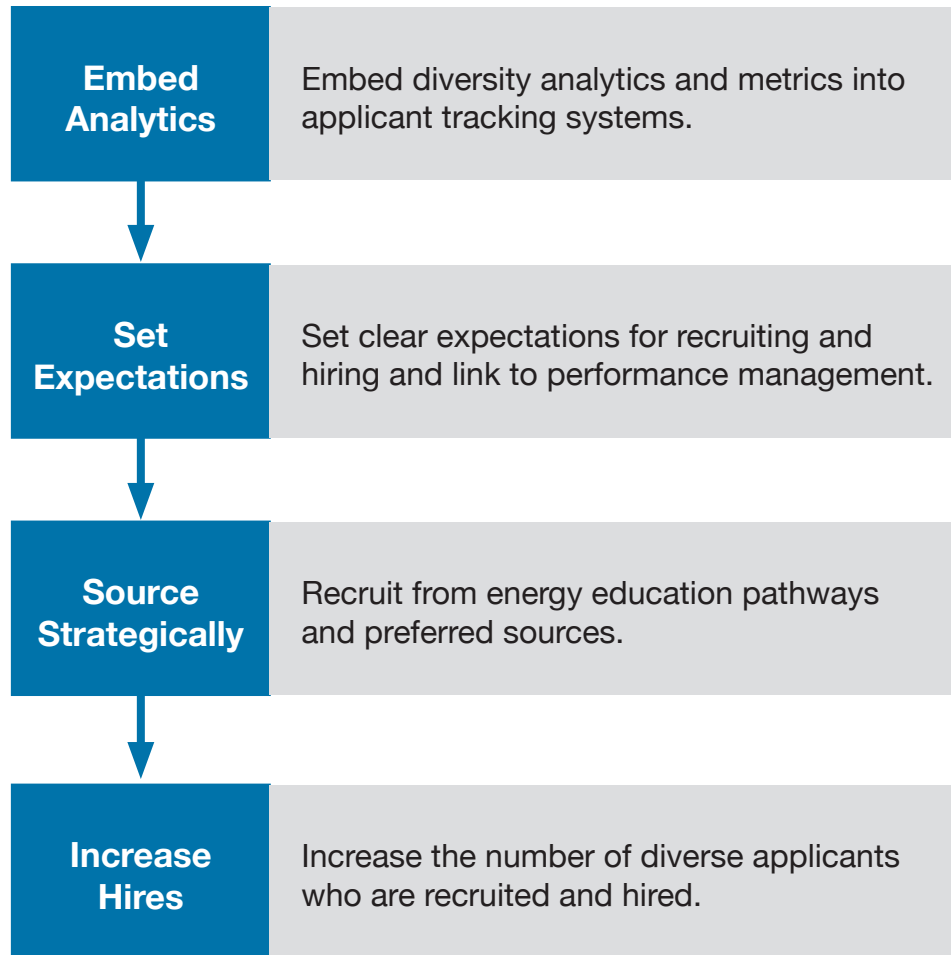 Embed
Analytics
Embed diversity analytics and metrics into
applicant tracking systems.
Set
Expectations
Set clear expectations for recruiting and
hiring and link to performance management.
Source
Strategically
Recruit from energy education pathways
and preferred sources.
Increase
Hires
Increase the number of diverse applicants
who are recruited and hired.